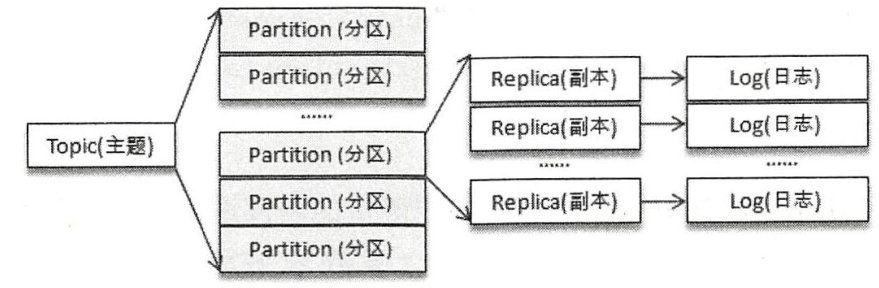 Topic(主题)
Partition (分区)
Partition (分区)
......
Partition (分区)
Partition (分区)
Partition (分区)
Replica(副本)
Replica(副本)
......
Replica(副本)
Log(日志)
Log(日志)
......
Log(日志)